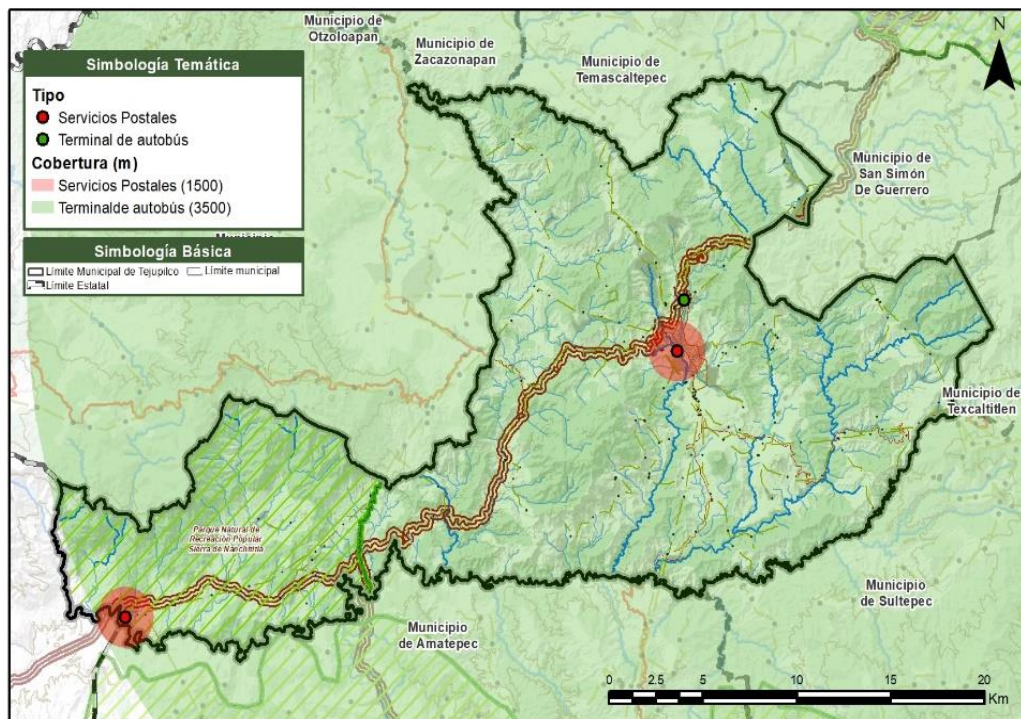 Municipio de
Otzoloapan
Municipio de
Zacazonapan
Municipio de
Temascaltepec
N
Simbología Temática
Tipo
Servicios Postales
Terminal de autobús
Cobertura (m)
Servicios Postales (1500)
Terminalde autobús (3500)
Municipio de
San Simón
De Guerrero
Simbología Básica
Límite Municipal de Tejupilco
Límite municipal
Límite Estatal
Municipio de
Texcaltitlen
Parque Natural de
Recreación Popular
Sierra de Nanchititla
Municipio
de Sultepec
Municipio
de Amatepec
0 2.5 5 10 15 20
Km